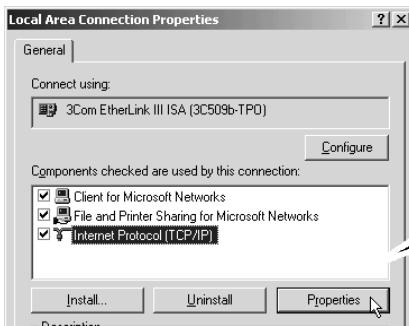 Local Area Connection Properties
General
Connect using:
3Com EtherLink III ISA (3C509b-TPO)
Configure
Components checked are used by this connection:
Client for Microsoft Networks
File and Printer Sharing for Microsoft Networks
Internet Protocol (TCP/IP)
Install... Uninstall Properties
Description